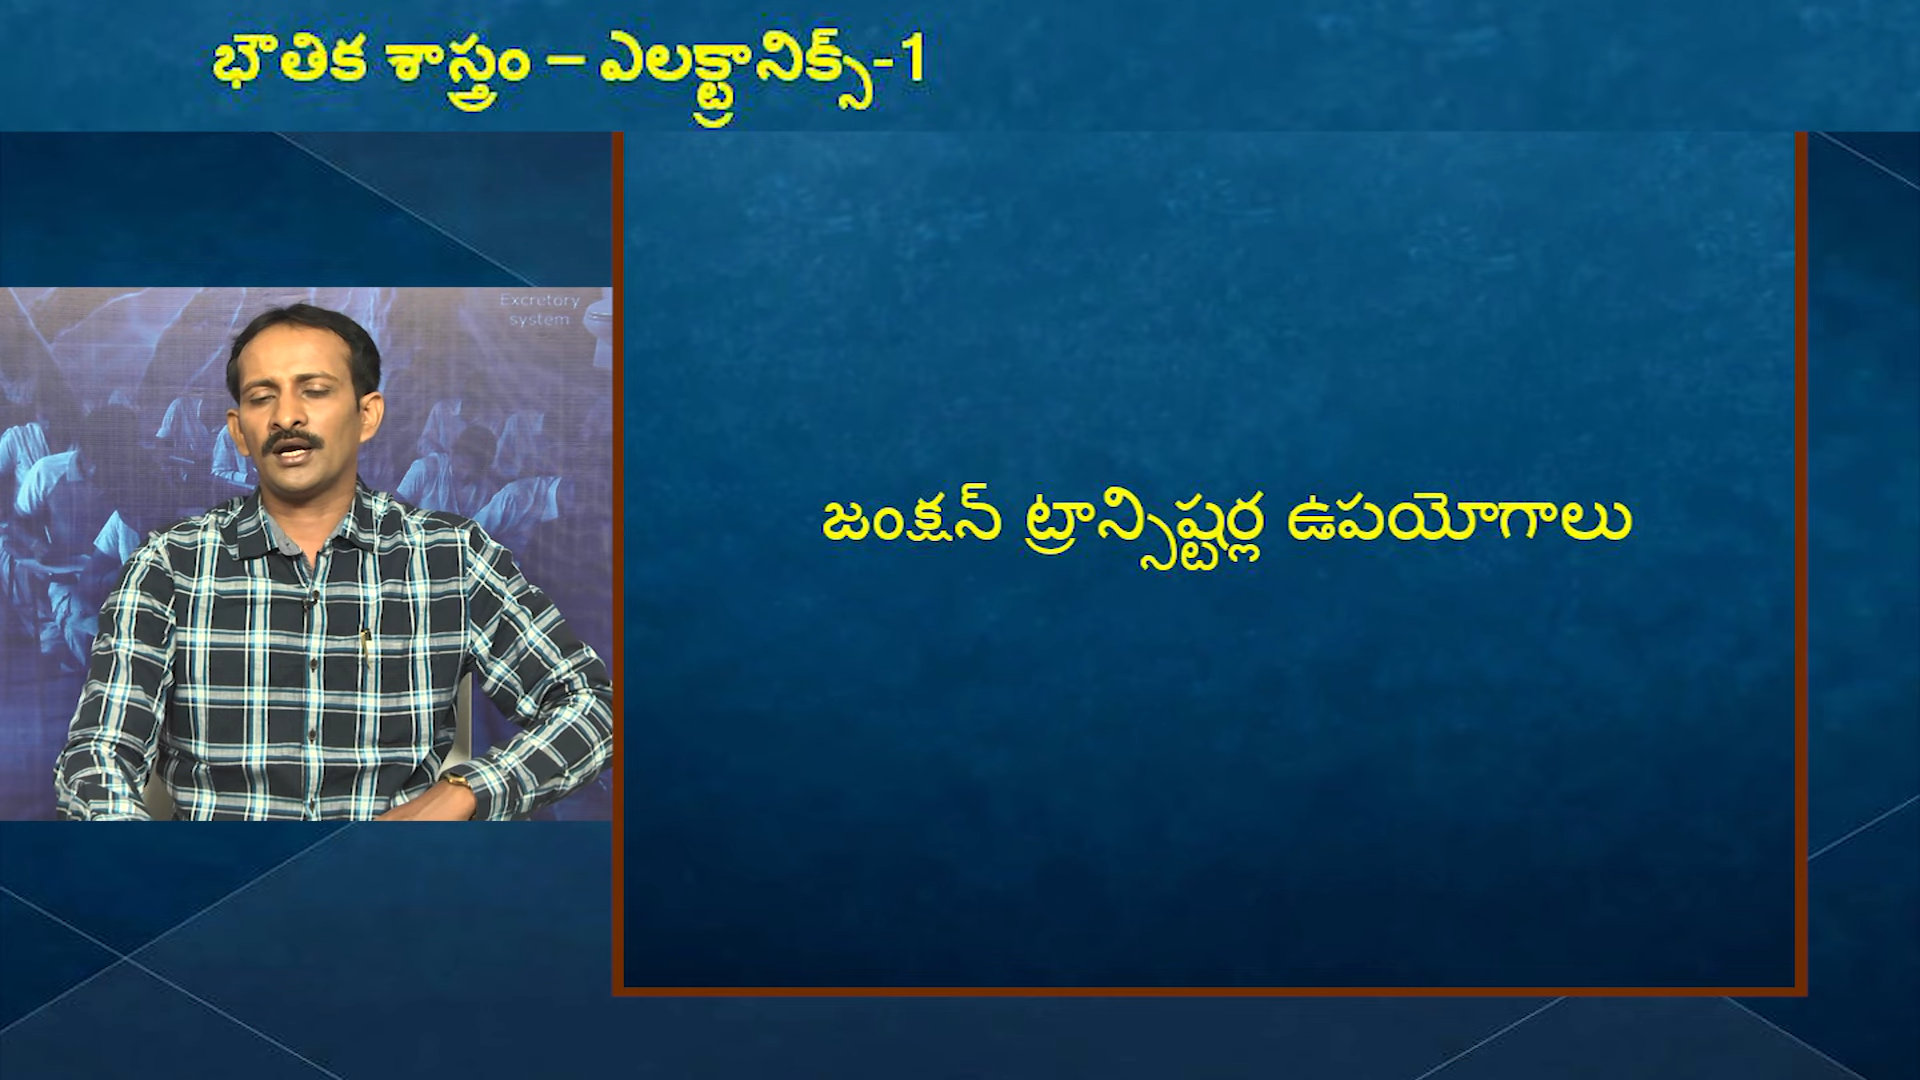 భౌతిక శాస్త్రం – ఎలక్ట్రానిక్స్-1
Excretory
system
జంక్షన్ ట్రాన్సిష్టర్ల ఉపయోగాలు